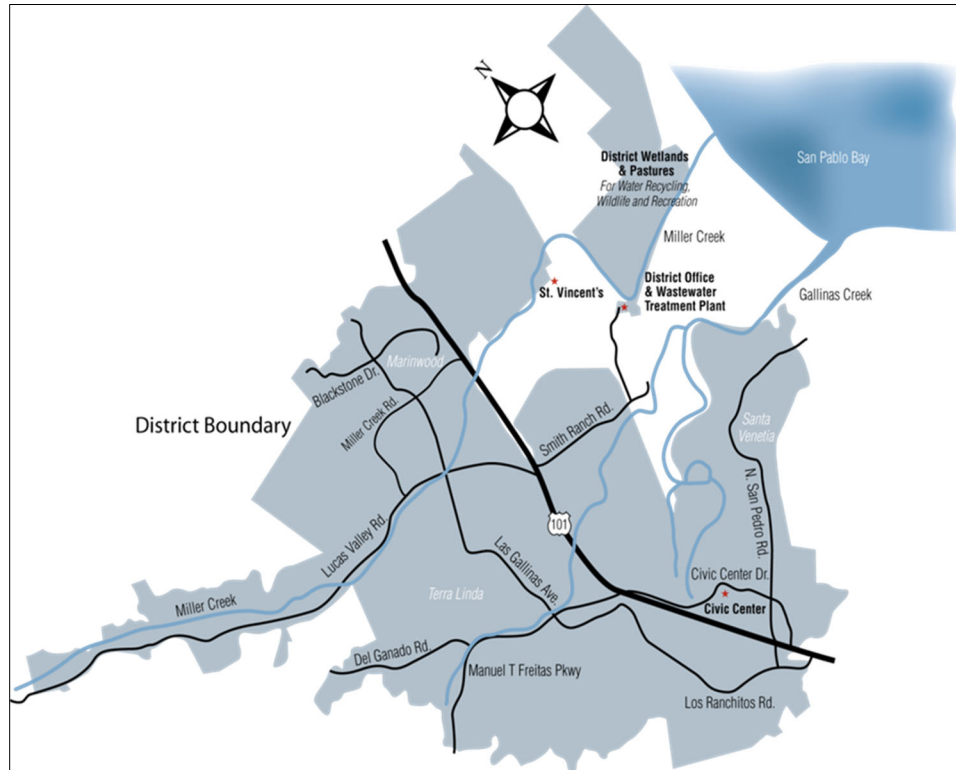 N
San Pablo Bay
District Wetlands
& Pastures
For Water Recycling,
Wildlife and Recreation
Miller Creek
District Office
& Wastewater
Treatment Plant
St. Vincent's
Gallinas Creek
Marinwood
Blackstone Dr.
Miller Creek Rd.
District Boundary
Smith Ranch Rd.
Santa
Venetia
N. San Pedro Rd.
101
Lucas Valley Rd.
Las Gallinas Ave.
Civic Center Dr.
Civic Center
Terra Linda
Miller Creek
Del Ganado Rd.
Manuel T Freitas Pkwy
Los Ranchitos Rd.